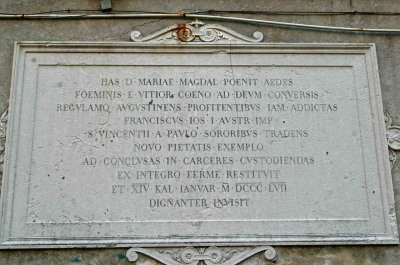 HAS D MARIAE MAGDAL POENIT AEDES
FOEMINIS E VITIOR COENO AD DEVM CONVERSIS
REGVLAMQ AVGVSTINENS PROFITENTIBVS IAM ADDICTAS
FRANCISCVS IOS I AVSTR IMP
S VINCENTII A PAVLO SORORIBVS TRADENS
NOVO PIETATIS EXEMPLO
AD CONCLVSAS IN CARCERES CVSTODIENDAS
EX INTEGRO FERME RESTITVIT
ET XIV KAL IANVAR M DCCC LVII
DIGNANTER INVISIT